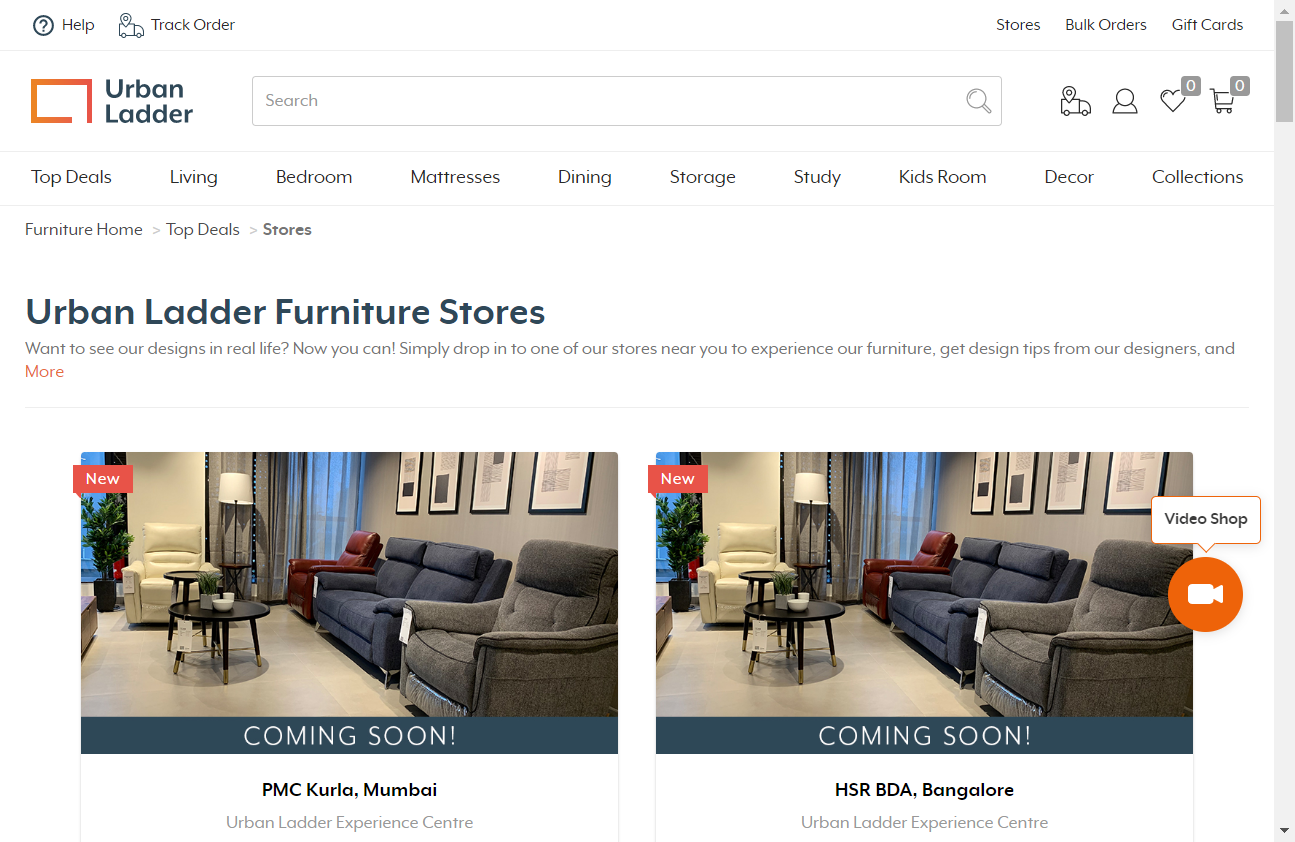 Help
Track Order
Stores
Bulk Orders
Gift Cards
Urban
Ladder
Search
0
0
Top Deals
Living
Bedroom
Mattresses
Dining
Storage
Study
Kids Room
Decor
Collections
Furniture Home > Top Deals > Stores
Urban Ladder Furniture Stores
Want to see our designs in real life? Now you can! Simply drop in to one of our stores near you to experience our furniture, get design tips from our designers, and
More
New
New
Video Shop
COMING SOON!
COMING SOON!
PMC Kurla, Mumbai
HSR BDA, Bangalore
Urban Ladder Experience Centre
Urban Ladder Experience Centre